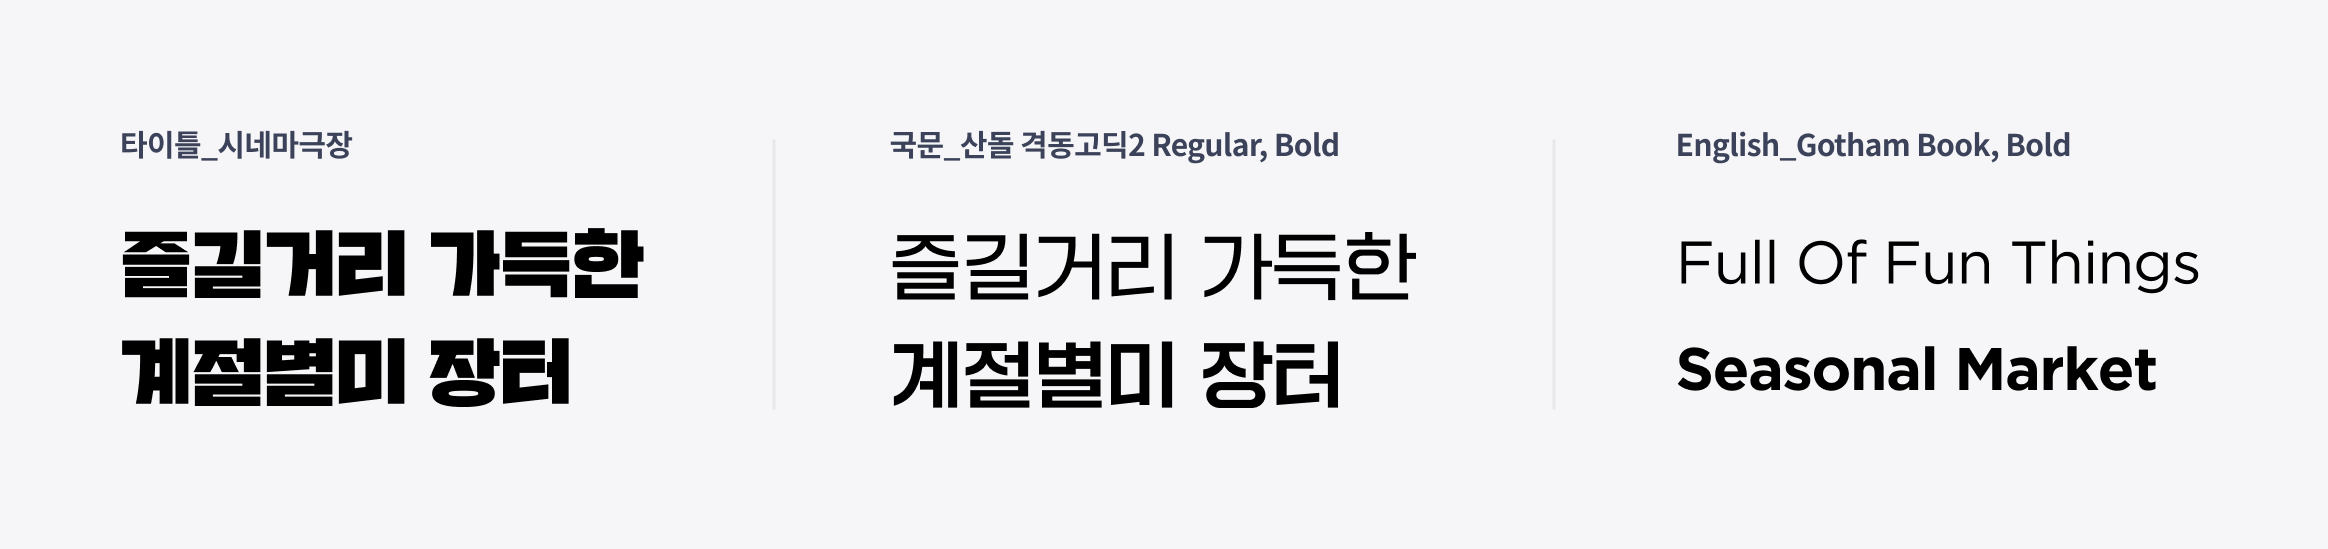 타이틀_시네마극장
즐길거리 가득한
계절별미 장터
국문_산돌 격동고딕2 Regular, Bold
즐길거리 가득한
계절별미 장터
English_Gotham Book, Bold
Full Of Fun Things
Seasonal Market